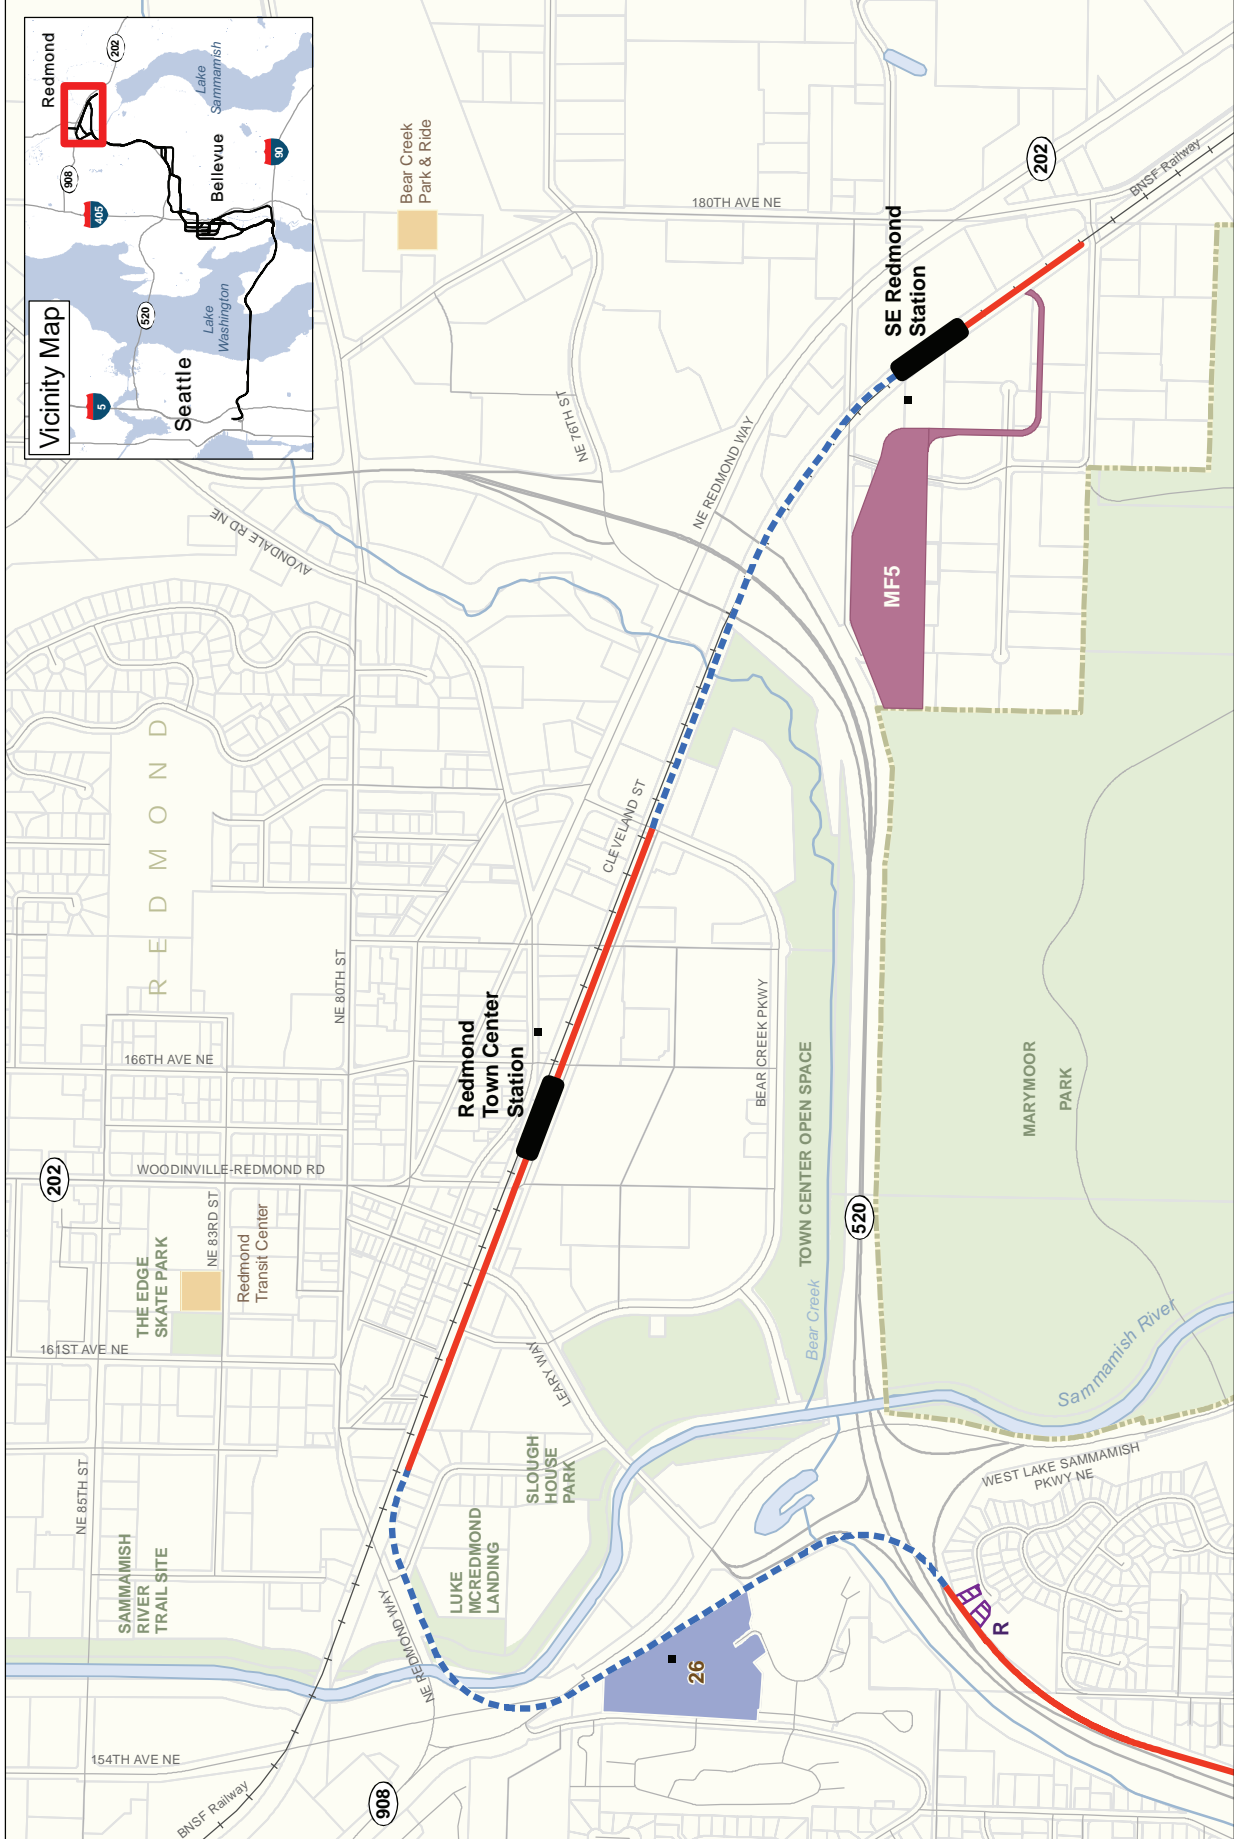 Vicinity Map
Redmond
202
908
405
520
5
90
Seattle
Bellevue
Lake
Washington
Lake
Sammamish
Bear Creek
Park & Ride
180TH AVE NE
202
BNSF Railway
SE Redmond
Station
NE 76TH ST
NE REDMOND WAY
AVONDALE RD NE
MF5
REDMOND
CLEVELAND ST
NE 80TH ST
166TH AVE NE
Redmond
Town Center
Station
BEAR CREEK PKWY
TOWN CENTER OPEN SPACE
MARYMOOR
PARK
202
WOODINVILLE-REDMOND RD
NE 83RD ST
THE EDGE
SKATE PARK
Redmond
Transit Center
161ST AVE NE
520
Bear Creek
Sammamish River
LEARY WAY
SLOUGH
HOUSE
PARK
WEST LAKE SAMMAMISH
PKWY NE
NE 85TH ST
SAMMAMISH
RIVER
TRAIL SITE
LUKE
MCREDMOND
LANDING
NE REDMOND WAY
26
R
154TH AVE NE
908
BNSF Railway